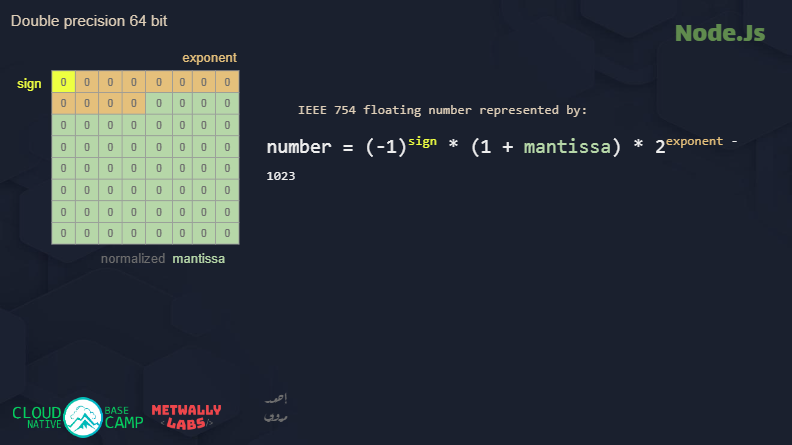 Double precision 64 bit
Node.Js
exponent
sign
0 0 0 0 0 0 0 0
0 0 0 0 0 0 0 0
0 0 0 0 0 0 0 0
0 0 0 0 0 0 0 0
0 0 0 0 0 0 0 0
0 0 0 0 0 0 0 0
0 0 0 0 0 0 0 0
0 0 0 0 0 0 0 0
normalized mantissa
IEEE 754 floating number represented by:
number = (-1)sign * (1 + mantissa) * 2exponent -
1023
CLOUD NATIVE
BASE CAMP
METWALLY
<LABS/>
أحمد